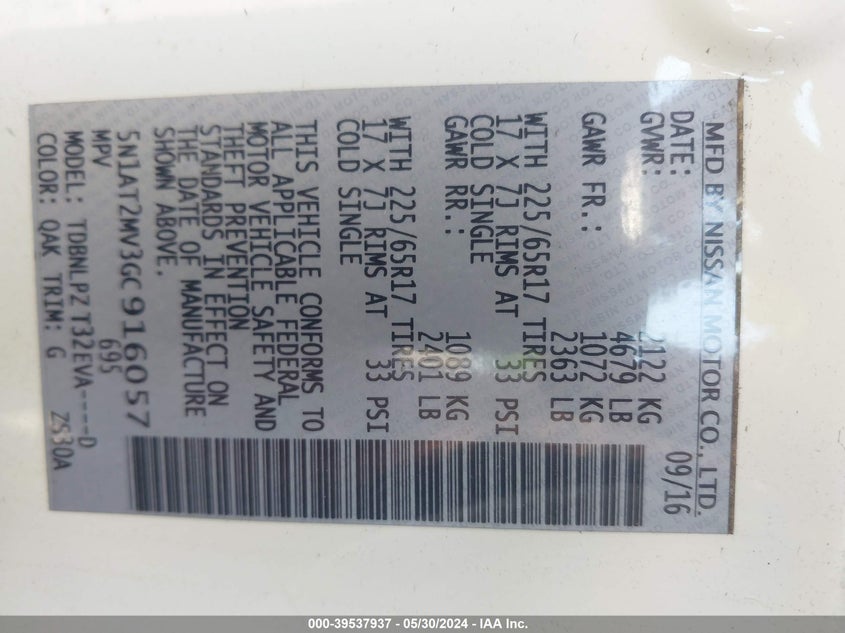 MFD BY NISSAN MOTOR CO., LTD.
DATE: 09/16
GVWR: 2122 KG
4679 LB
GAWR FR.: 1072 KG
2363 LB
WITH 225/65R17 TIRES
17 X 7J RIMS AT 33 PSI
COLD SINGLE
GAWR RR.: 1089 KG
2401 LB
WITH 225/65R17 TIRES
17 X 7J RIMS AT 33 PSI
COLD SINGLE
THIS VEHICLE CONFORMS TO
ALL APPLICABLE FEDERAL
MOTOR VEHICLE SAFETY AND
THEFT PREVENTION
STANDARDS IN EFFECT ON
THE DATE OF MANUFACTURE
SHOWN ABOVE.
5N1AT2MV3GC916057
MPV 695
MODEL: TDBNLPZ T32EVA----D
COLOR: QAK TRIM: G Z530A
000-39537937 - 05/30/2024 - IAA Inc.